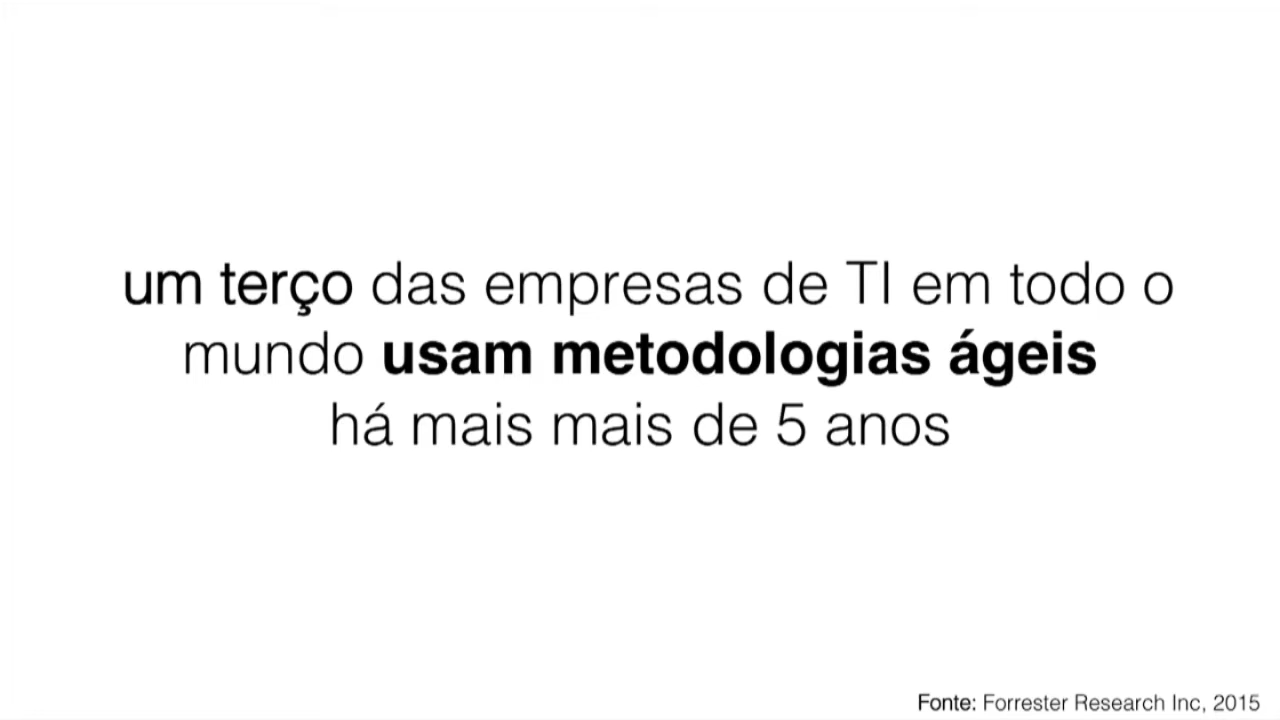 um terço das empresas de TI em todo o
mundo usam metodologias ágeis
há mais mais de 5 anos
Fonte: Forrester Research Inc, 2015